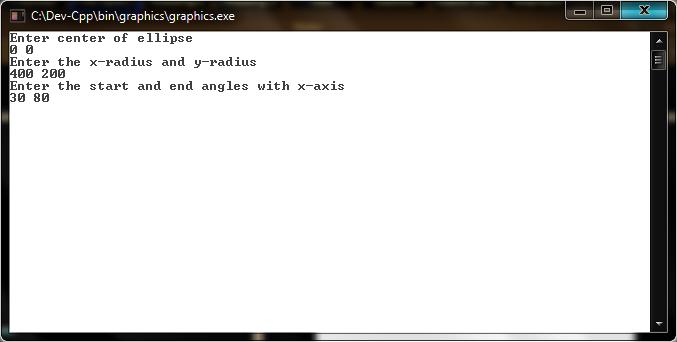 C:\Dev-Cpp\bin\graphics\graphics.exe
Enter center of ellipse
0 0
Enter the x-radius and y-radius
400 200
Enter the start and end angles with x-axis
30 80